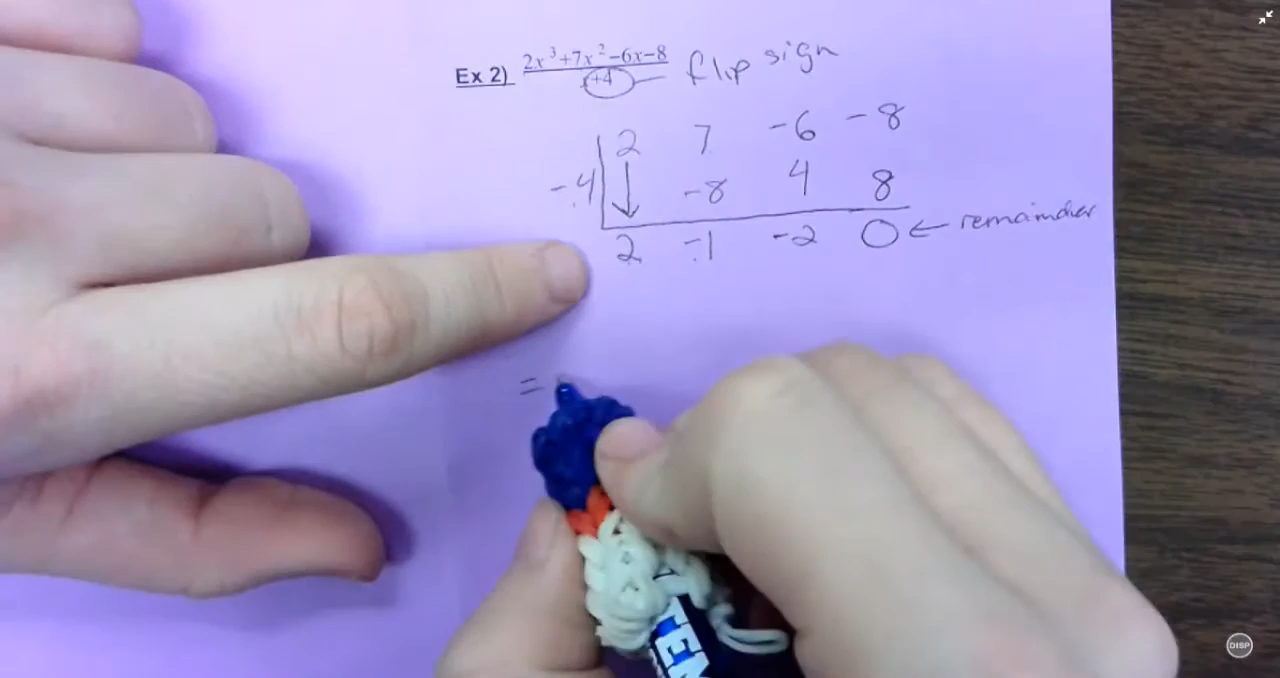 Ex 2) 2x³+7x²-6x-8
+4 flip sign
2 7 -6 -8
-4 -8 4 8
2 -1 -2 0 ← remainder
=
DISP